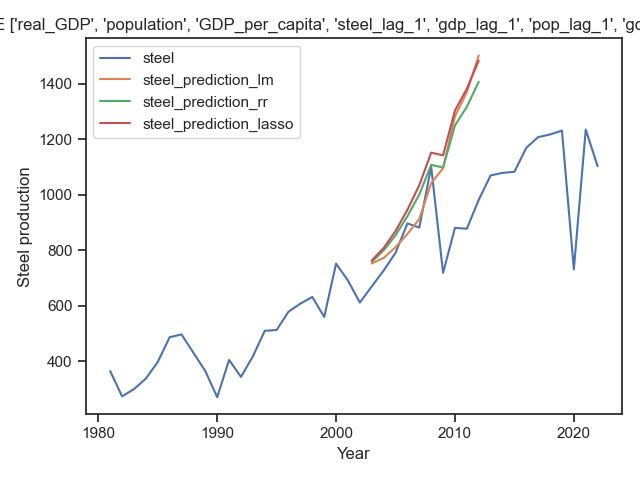 E ['real_GDP', 'population', 'GDP_per_capita', 'steel_lag_1', 'gdp_lag_1', 'pop_lag_1',
steel
steel_prediction_lm
steel_prediction_rr
steel_prediction_lasso
1400
1200
1000
800
600
400
Steel production
1980
1990
2000
2010
2020
Year